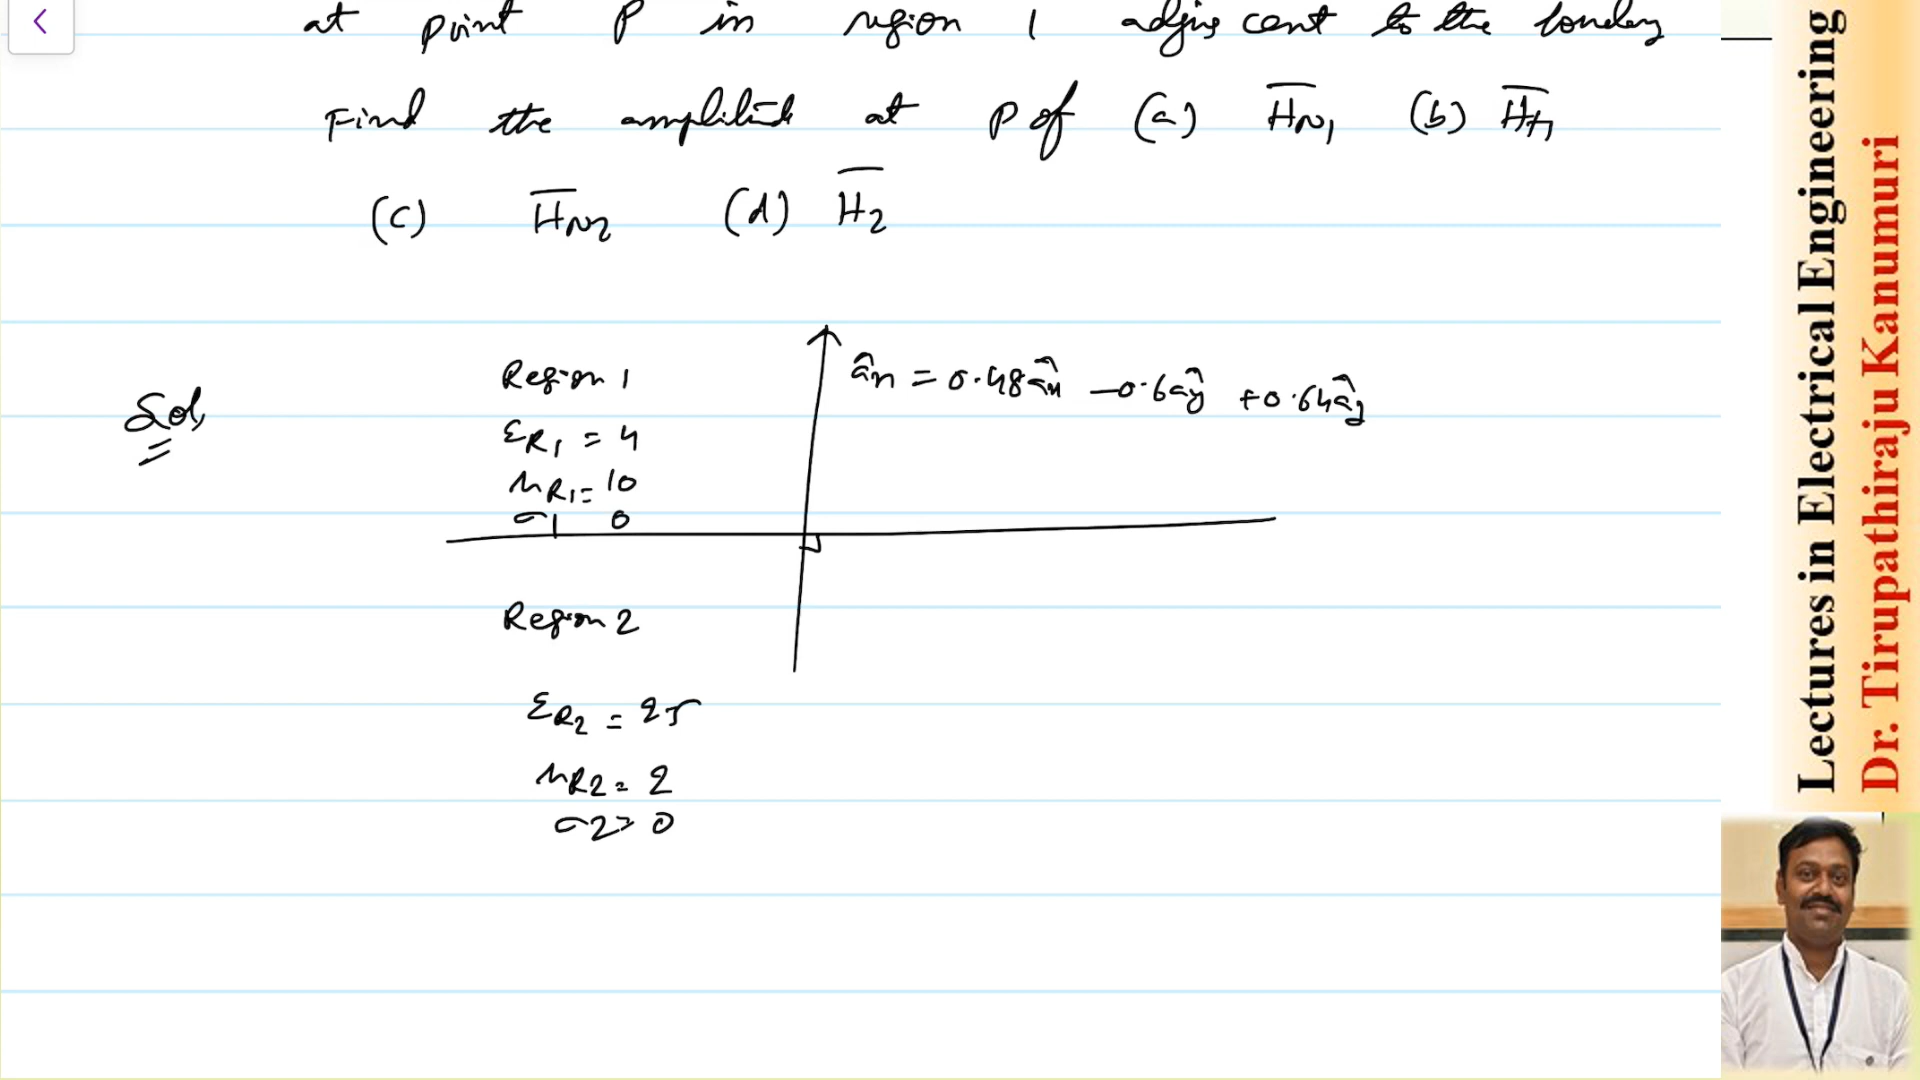 at point P in region 1 adjscent to the bondary
Find the amplitude at P of (a) H̅N1 (b) H̅t1
(c) H̅N2 (d) H̅2
Sol,
Region 1
εR1 = 4
μR1= 10
σ1 0
ân = 0.48âx −0.6ây +0.64âz
Region 2
εR2 = 25
μR2= 2
σ2= 0
Lectures in Electrical Engineering
Dr. Tirupathiraju Kanumuri